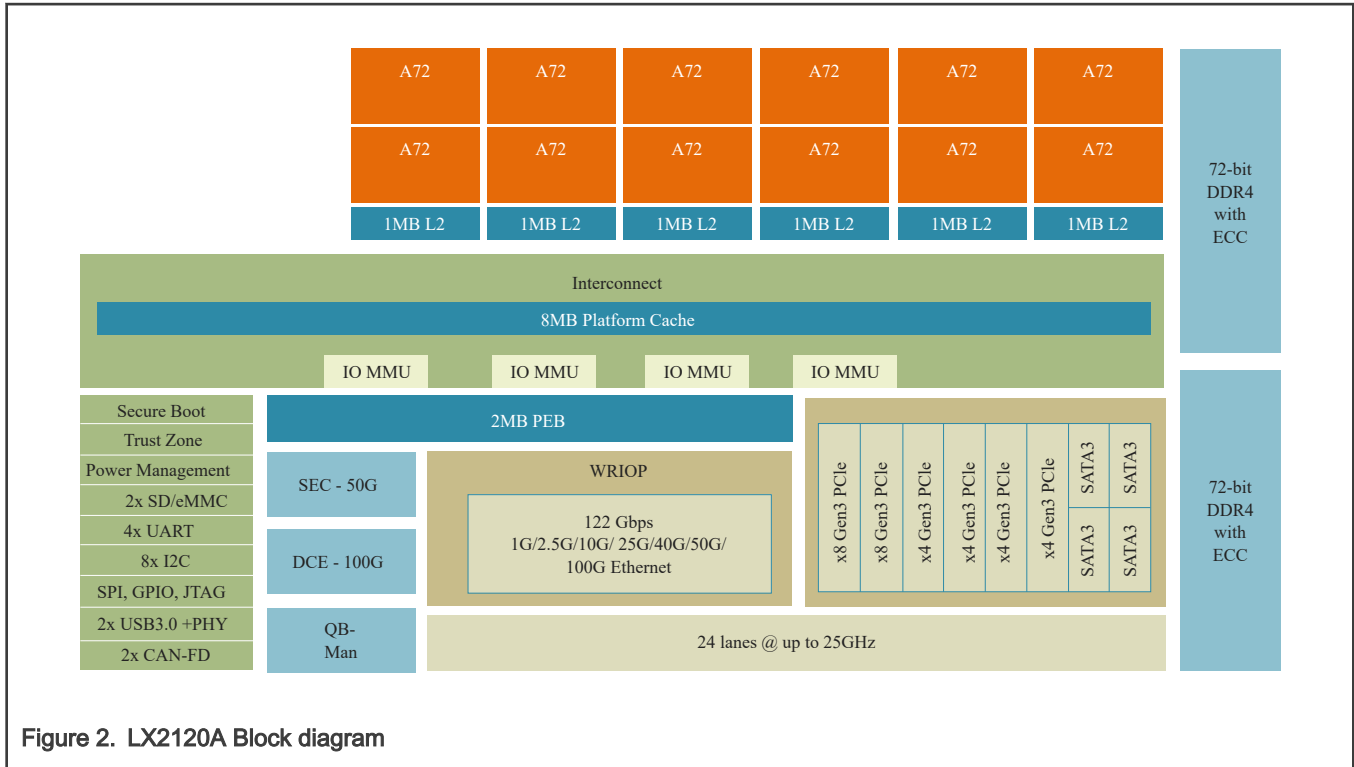 A72
A72
A72
A72
A72
A72
A72
A72
A72
A72
A72
A72
1MB L2
1MB L2
1MB L2
1MB L2
1MB L2
1MB L2
72-bit
DDR4
with
ECC
Interconnect
8MB Platform Cache
IO MMU
IO MMU
IO MMU
IO MMU
Secure Boot
Trust Zone
Power Management
2x SD/eMMC
4x UART
8x I2C
SPI, GPIO, JTAG
2x USB3.0 +PHY
2x CAN-FD
2MB PEB
SEC - 50G
DCE - 100G
QB-
Man
WRIOP
122 Gbps
1G/2.5G/10G/ 25G/40G/50G/
100G Ethernet
x8 Gen3 PCIe
x8 Gen3 PCIe
x4 Gen3 PCIe
x4 Gen3 PCIe
x4 Gen3 PCIe
x4 Gen3 PCIe
SATA3
SATA3
SATA3
SATA3
24 lanes @ up to 25GHz
72-bit
DDR4
with
ECC
Figure 2. LX2120A Block diagram